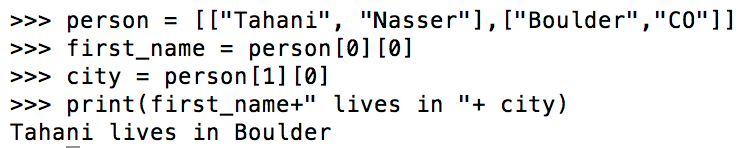 >>> person = [["Tahani", "Nasser"],["Boulder","CO"]]
>>> first_name = person[0][0]
>>> city = person[1][0]
>>> print(first_name+" lives in "+ city)
Tahani lives in Boulder